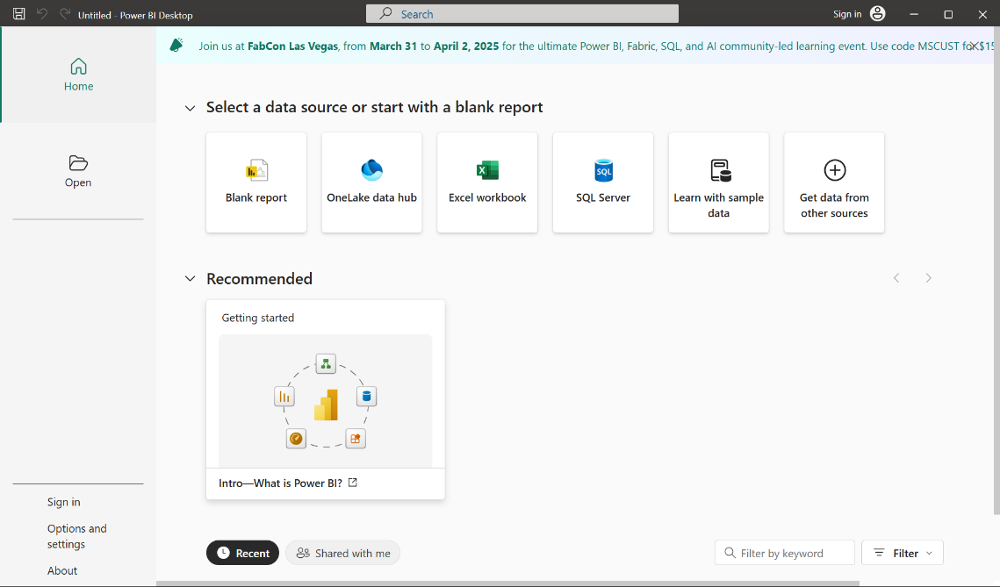 Untitled - Power BI Desktop
Search
Sign in
Home
Open
Sign in
Options and
settings
About
Join us at FabCon Las Vegas, from March 31 to April 2, 2025 for the ultimate Power BI, Fabric, SQL, and AI community-led learning event. Use code MSCUST for $15
Select a data source or start with a blank report
Blank report
OneLake data hub
Excel workbook
SQL
SQL Server
Learn with sample
data
Get data from
other sources
Recommended
Getting started
Intro—What is Power BI?
Recent
Shared with me
Filter by keyword
Filter